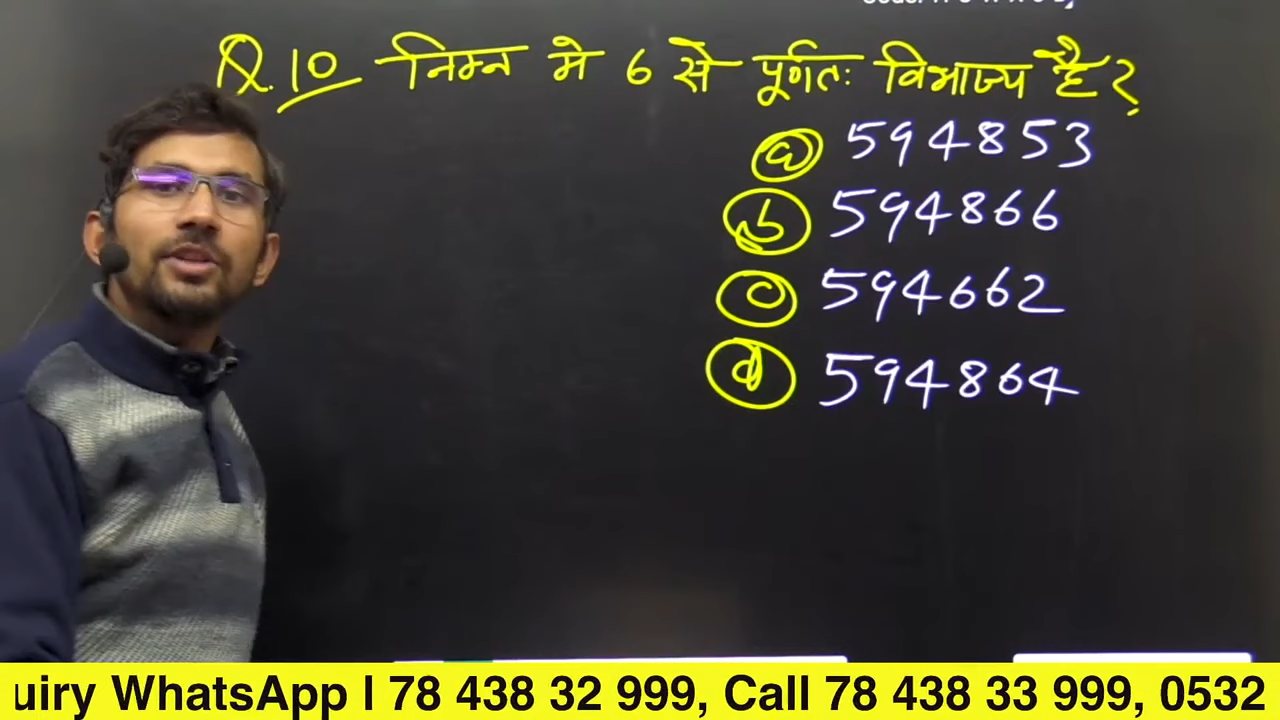 Q.10 निम्न मे 6 से पूर्णतः विभाज्य है?
a 594853
b 594866
c 594662
d 594864
uiry WhatsApp I 78 438 32 999, Call 78 438 33 999, 0532